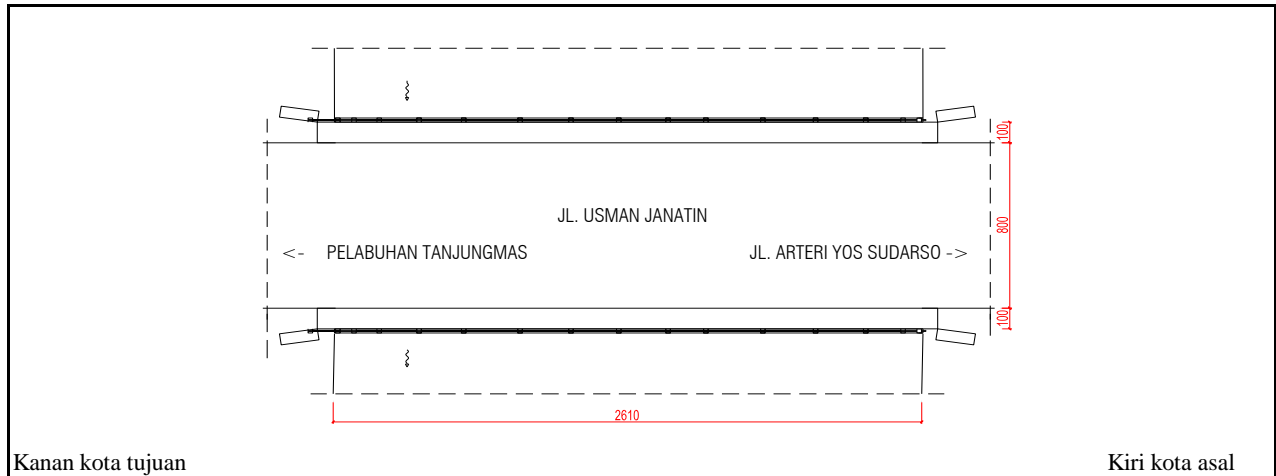 100
JL. USMAN JANATIN
800
<- PELABUHAN TANJUNGMAS JL. ARTERI YOS SUDARSO ->
100
2610
Kanan kota tujuan Kiri kota asal